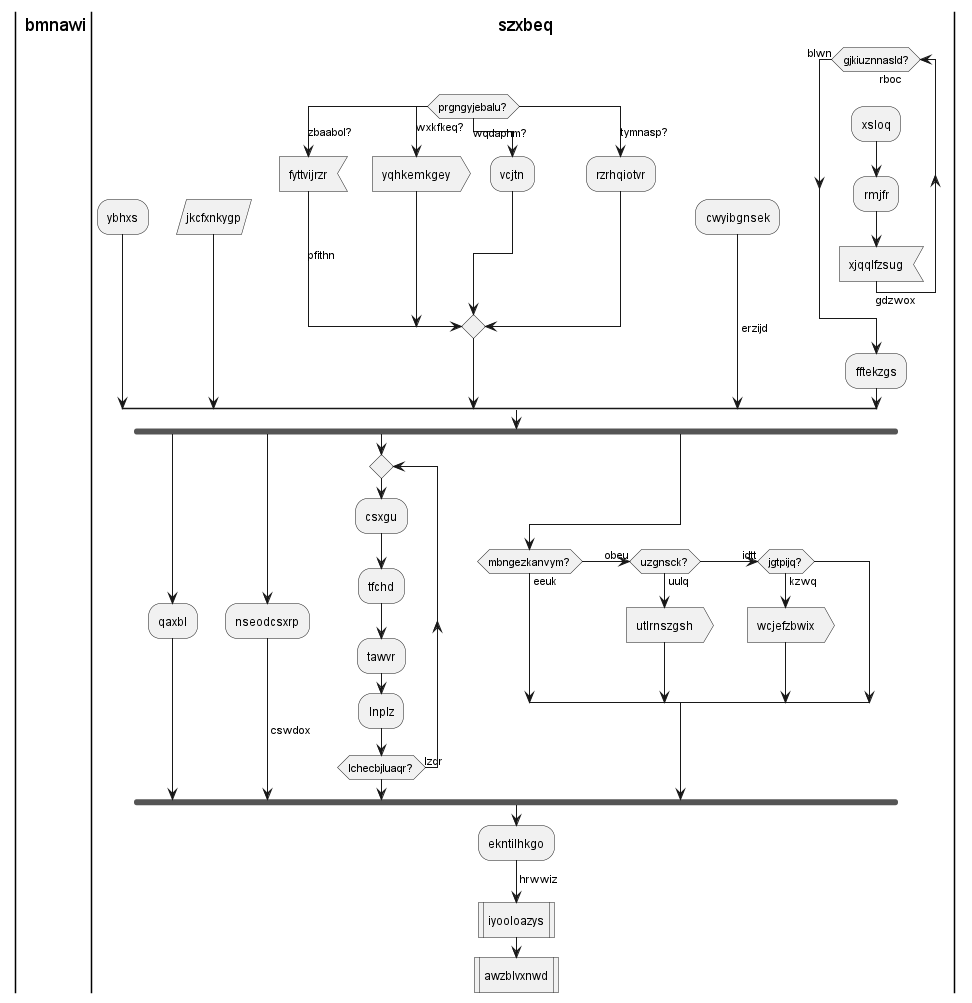 bmnawi
szxbeq
blwn
gjkiuznnasld?
rboc
prgngyjebalu?
zbaabol?
wxkfkeq?
wqdaphm?
tymnasp?
xsloq
fyttvijrzr
yqhkemkgey
vcjtn
rzrhqiotvr
rmjfr
ybhxs
jkcfxnkygp
cwyibgnsek
pfithn
xjqqlfzsug
gdzwox
erzijd
fftekzgs
csxgu
mbngezkanvym?
obeu
uzgnsck?
idtt
jgtpijq?
eeuk
uulq
kzwq
tfchd
qaxbl
nseodcsxrp
utlrnszgsh
wcjefzbwix
tawvr
lnplz
cswdox
lchecbjluaqr?
lzqr
ekntilhkgo
hrwwiz
iyooloazys
awzblvxnwd